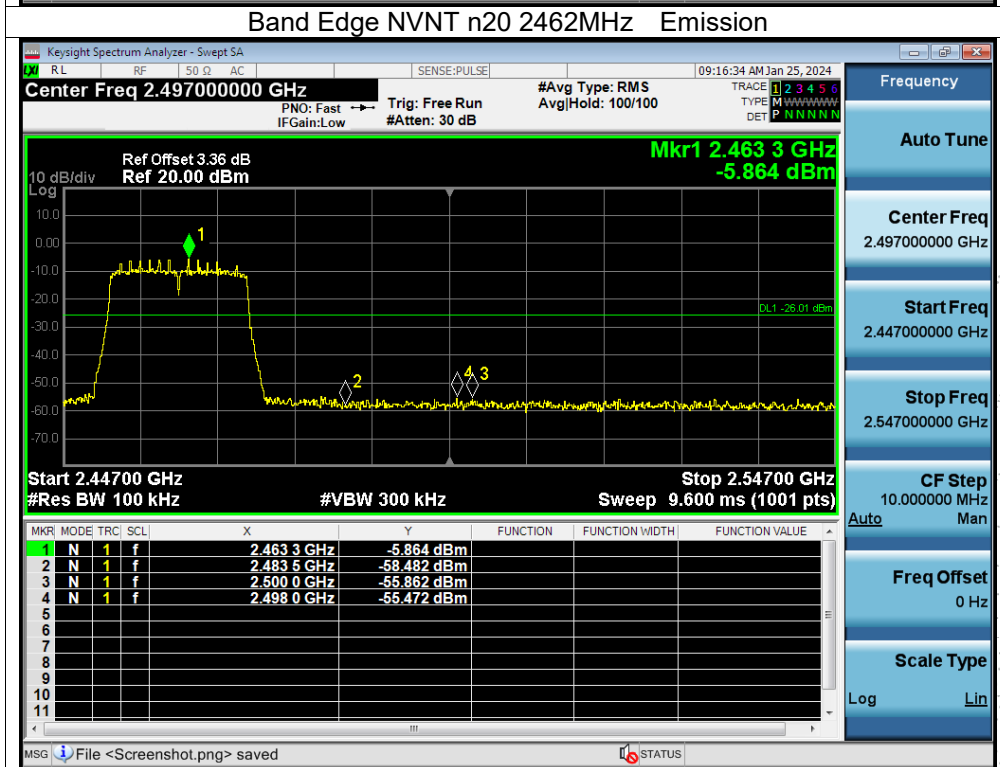 Band Edge NVNT n20 2462MHz Emission
Keysight Spectrum Analyzer - Swept SA
LXI RL RF 50 Ω AC SENSE:PULSE 09:16:34 AM Jan 25, 2024
Center Freq 2.497000000 GHz
PNO: Fast
IFGain:Low
Trig: Free Run
#Atten: 30 dB
#Avg Type: RMS
Avg|Hold: 100/100
TRACE 1 2 3 4 5 6
TYPE M WWWWW
DET P N N N N N
Mkr1 2.463 3 GHz
-5.864 dBm
Ref Offset 3.36 dB
10 dB/div Ref 20.00 dBm
Log
10.0
0.00
-10.0
-20.0
-30.0
-40.0
-50.0
-60.0
-70.0
1
DL1 -26.01 dBm
2
4 3
Start 2.44700 GHz Stop 2.54700 GHz
#Res BW 100 kHz #VBW 300 kHz Sweep 9.600 ms (1001 pts)
MKR MODE TRC SCL X Y FUNCTION FUNCTION WIDTH FUNCTION VALUE
1 N 1 f 2.463 3 GHz -5.864 dBm
2 N 1 f 2.483 5 GHz -58.482 dBm
3 N 1 f 2.500 0 GHz -55.862 dBm
4 N 1 f 2.498 0 GHz -55.472 dBm
5
6
7
8
9
10
11
MSG File <Screenshot.png> saved STATUS
Frequency
Auto Tune
Center Freq
2.497000000 GHz
Start Freq
2.447000000 GHz
Stop Freq
2.547000000 GHz
CF Step
10.000000 MHz
Auto Man
Freq Offset
0 Hz
Scale Type
Log Lin